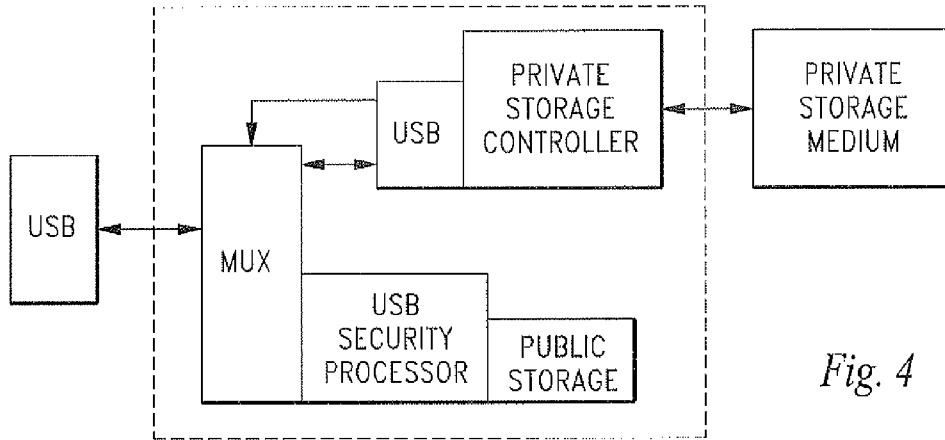 PRIVATE
STORAGE
CONTROLLER
PRIVATE
STORAGE
MEDIUM
USB
USB
MUX
USB
SECURITY
PROCESSOR
PUBLIC
STORAGE
Fig. 4